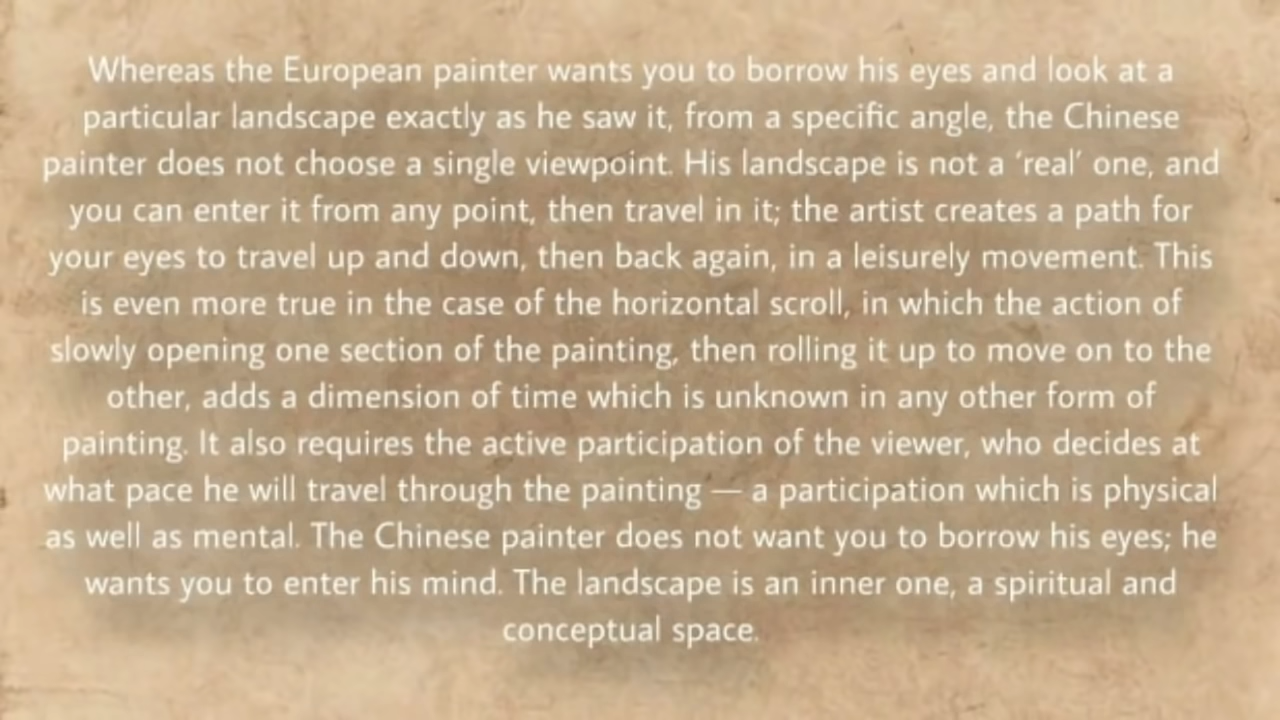 Whereas the European painter wants you to borrow his eyes and look at a
particular landscape exactly as he saw it, from a specific angle, the Chinese
painter does not choose a single viewpoint. His landscape is not a ‘real’ one, and
you can enter it from any point, then travel in it; the artist creates a path for
your eyes to travel up and down, then back again, in a leisurely movement. This
is even more true in the case of the horizontal scroll, in which the action of
slowly opening one section of the painting, then rolling it up to move on to the
other, adds a dimension of time which is unknown in any other form of
painting. It also requires the active participation of the viewer, who decides at
what pace he will travel through the painting — a participation which is physical
as well as mental. The Chinese painter does not want you to borrow his eyes; he
wants you to enter his mind. The landscape is an inner one, a spiritual and
conceptual space.